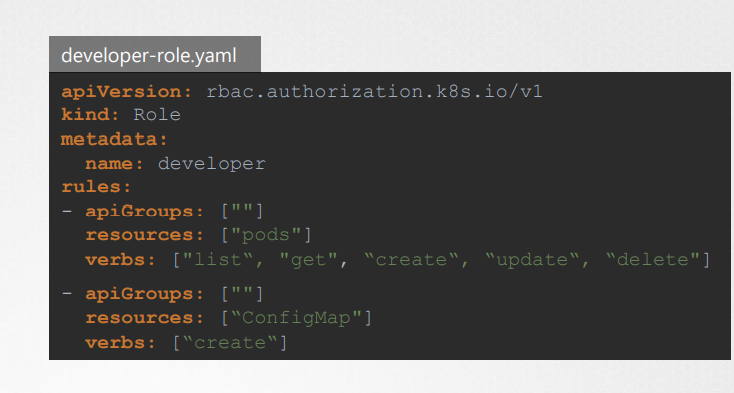 developer-role.yaml
apiVersion: rbac.authorization.k8s.io/v1
kind: Role
metadata:
  name: developer
rules:
- apiGroups: [""]
  resources: ["pods"]
  verbs: ["list“, "get", “create“, “update“, “delete"]
- apiGroups: [""]
  resources: [“ConfigMap"]
  verbs: [“create“]